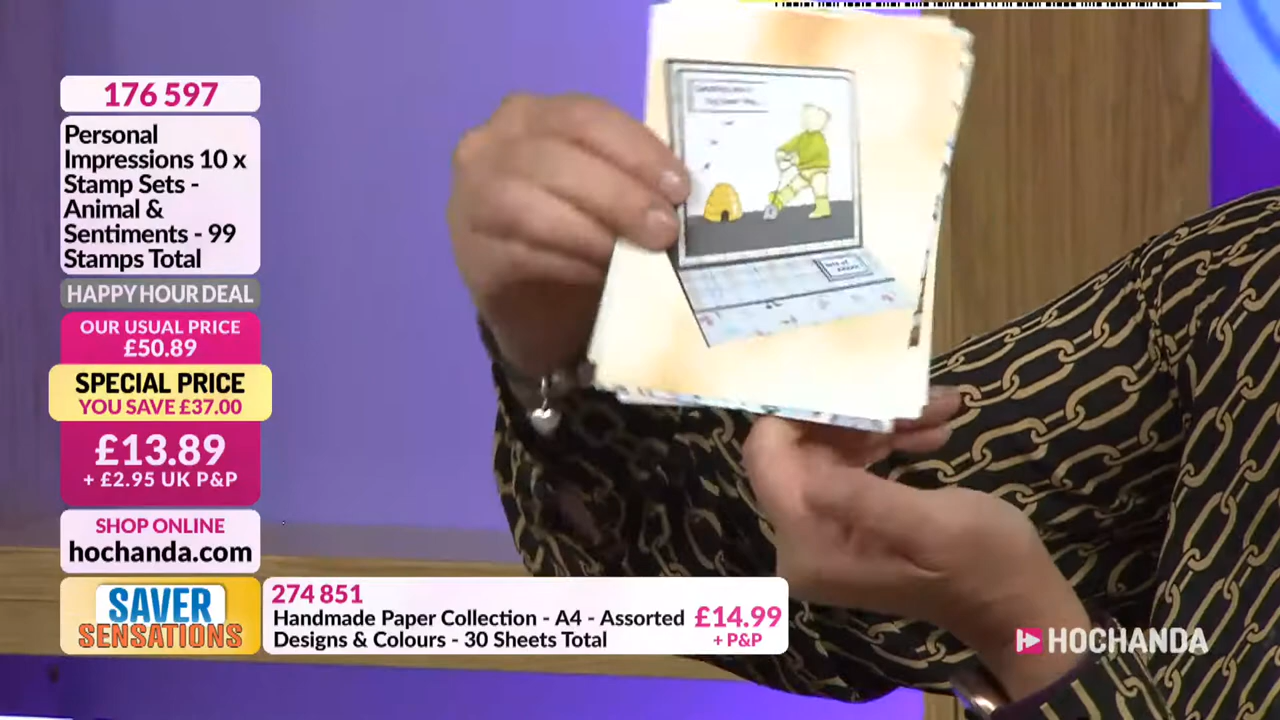 176 597
Personal
Impressions 10 x
Stamp Sets -
Animal &
Sentiments - 99
Stamps Total
HAPPY HOUR DEAL
OUR USUAL PRICE
£50.89
SPECIAL PRICE
YOU SAVE £37.00
£13.89
+ £2.95 UK P&P
SHOP ONLINE
hochanda.com
SAVER
SENSATIONS
274 851
Handmade Paper Collection - A4 - Assorted
Designs & Colours - 30 Sheets Total
£14.99
+ P&P
HOCHANDA